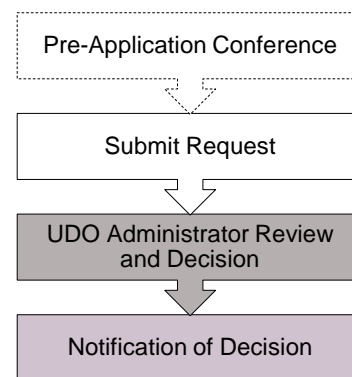 Pre-Application Conference
Submit Request
UDO Administrator Review
and Decision
Notification of Decision